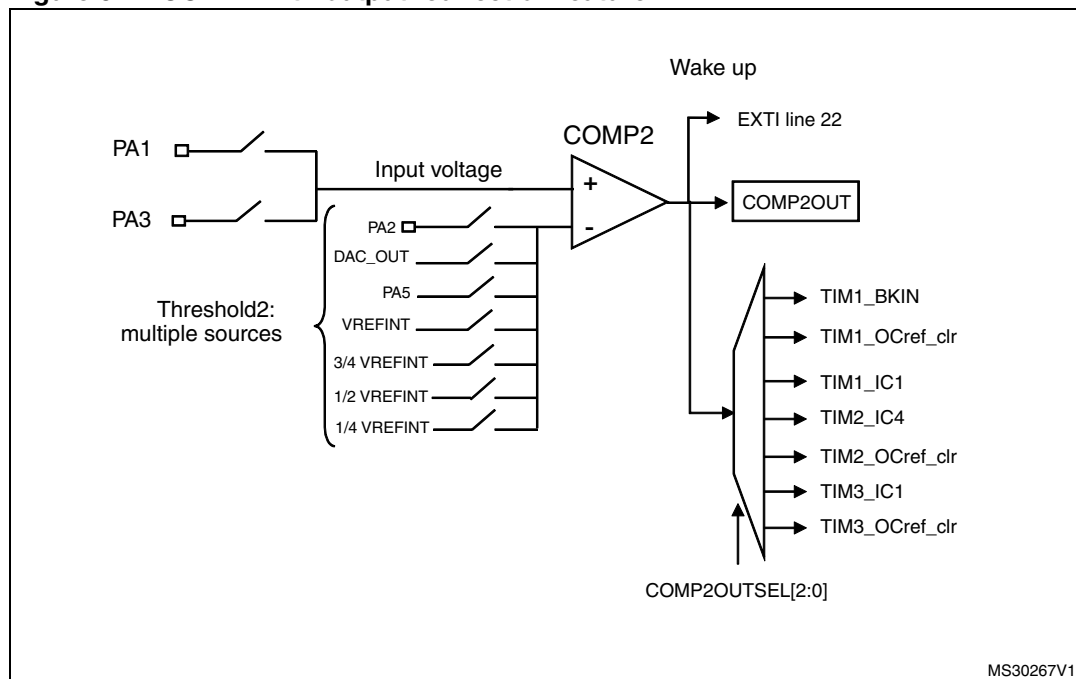 Wake up
EXTI line 22
COMP2
PA1
Input voltage
+
COMP2OUT
PA3
PA2
-
DAC_OUT
PA5
Threshold2:
multiple sources
VREFINT
3/4 VREFINT
1/2 VREFINT
1/4 VREFINT
TIM1_BKIN
TIM1_OCref_clr
TIM1_IC1
TIM2_IC4
TIM2_OCref_clr
TIM3_IC1
TIM3_OCref_clr
COMP2OUTSEL[2:0]
MS30267V1